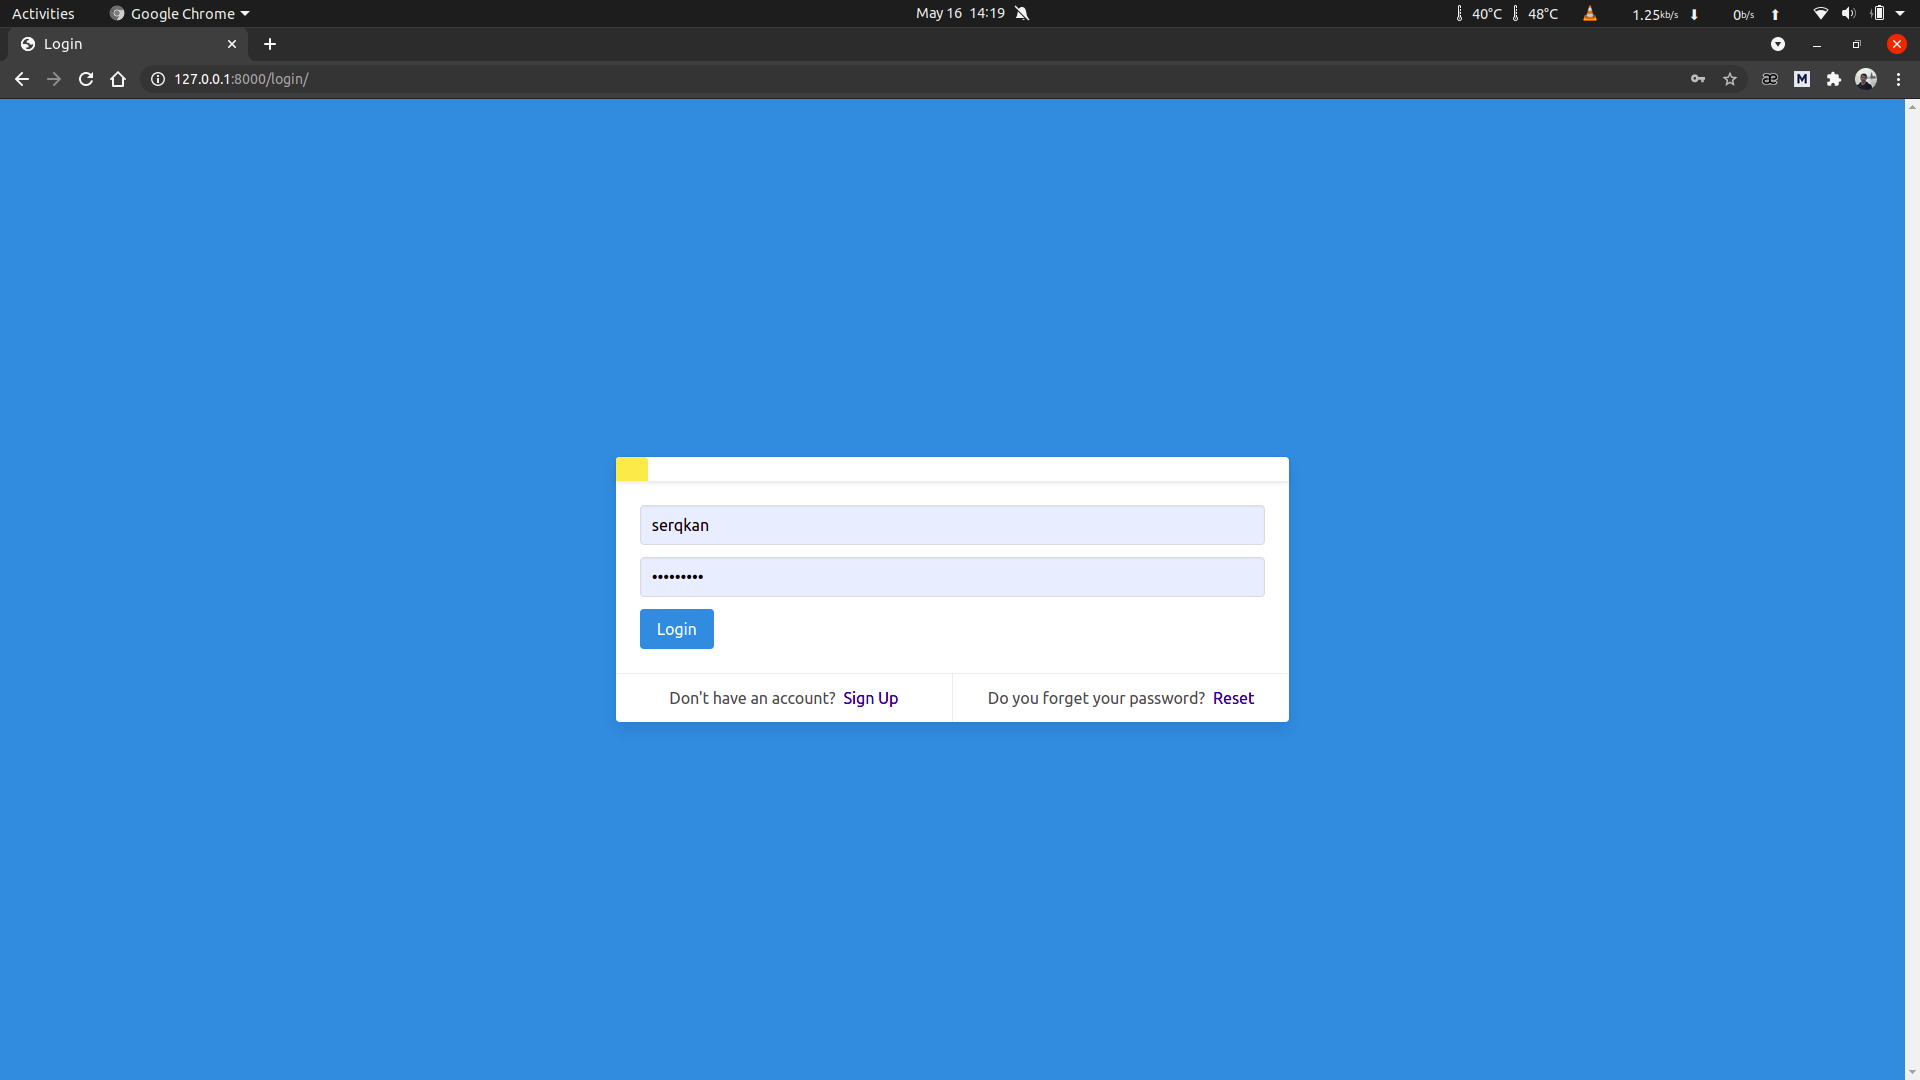 Activities Google Chrome May 16 14:19 40°C 48°C 1.25kb/s 0b/s
Login
127.0.0.1:8000/login/ æ M
serqkan
•••••••••
Login
Don't have an account? Sign Up Do you forget your password? Reset